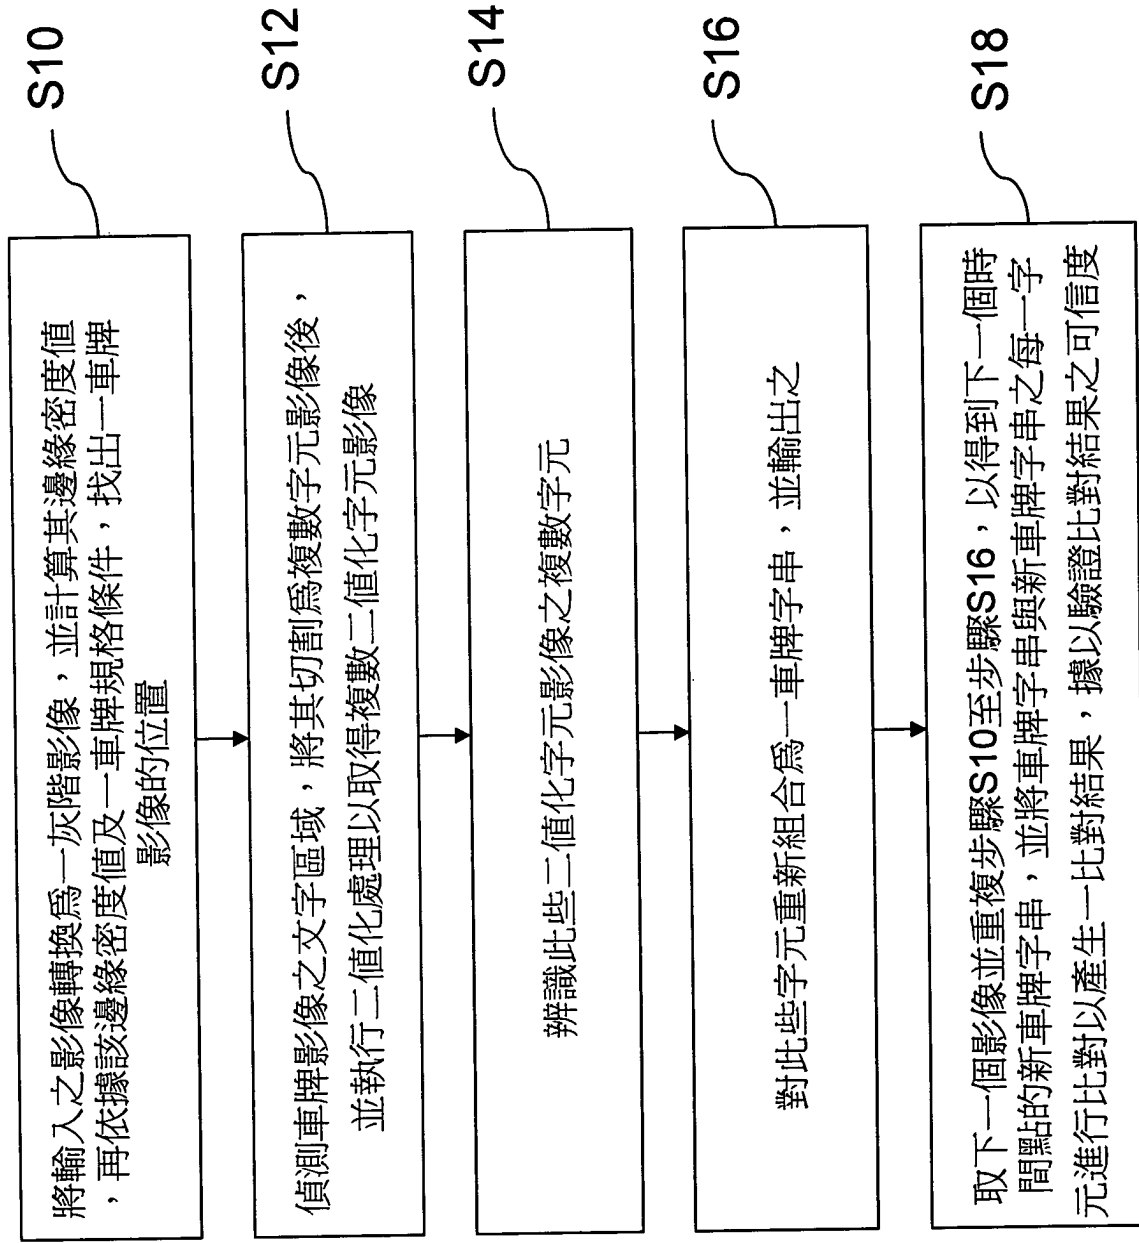 S10
將輸入之影像轉換爲一灰階影像，並計算其邊緣密度值
，再依據該邊緣密度值及一車牌規格條件，找出一車牌
影像的位置
S12
偵測車牌影像之文字區域，將其切割爲複數字元影像後，
並執行二值化處理以取得複數二值化字元影像
S14
辨識此些二值化字元影像之複數字元
S16
對此些字元重新組合爲一車牌字串，並輸出之
S18
取下一個影像並重複步驟S10至步驟S16，以得到下一個時
間點的新車牌字串，並將車牌字串與新車牌字串之每一字
元進行比對以產生一比對結果，據以驗證比對結果之可信度